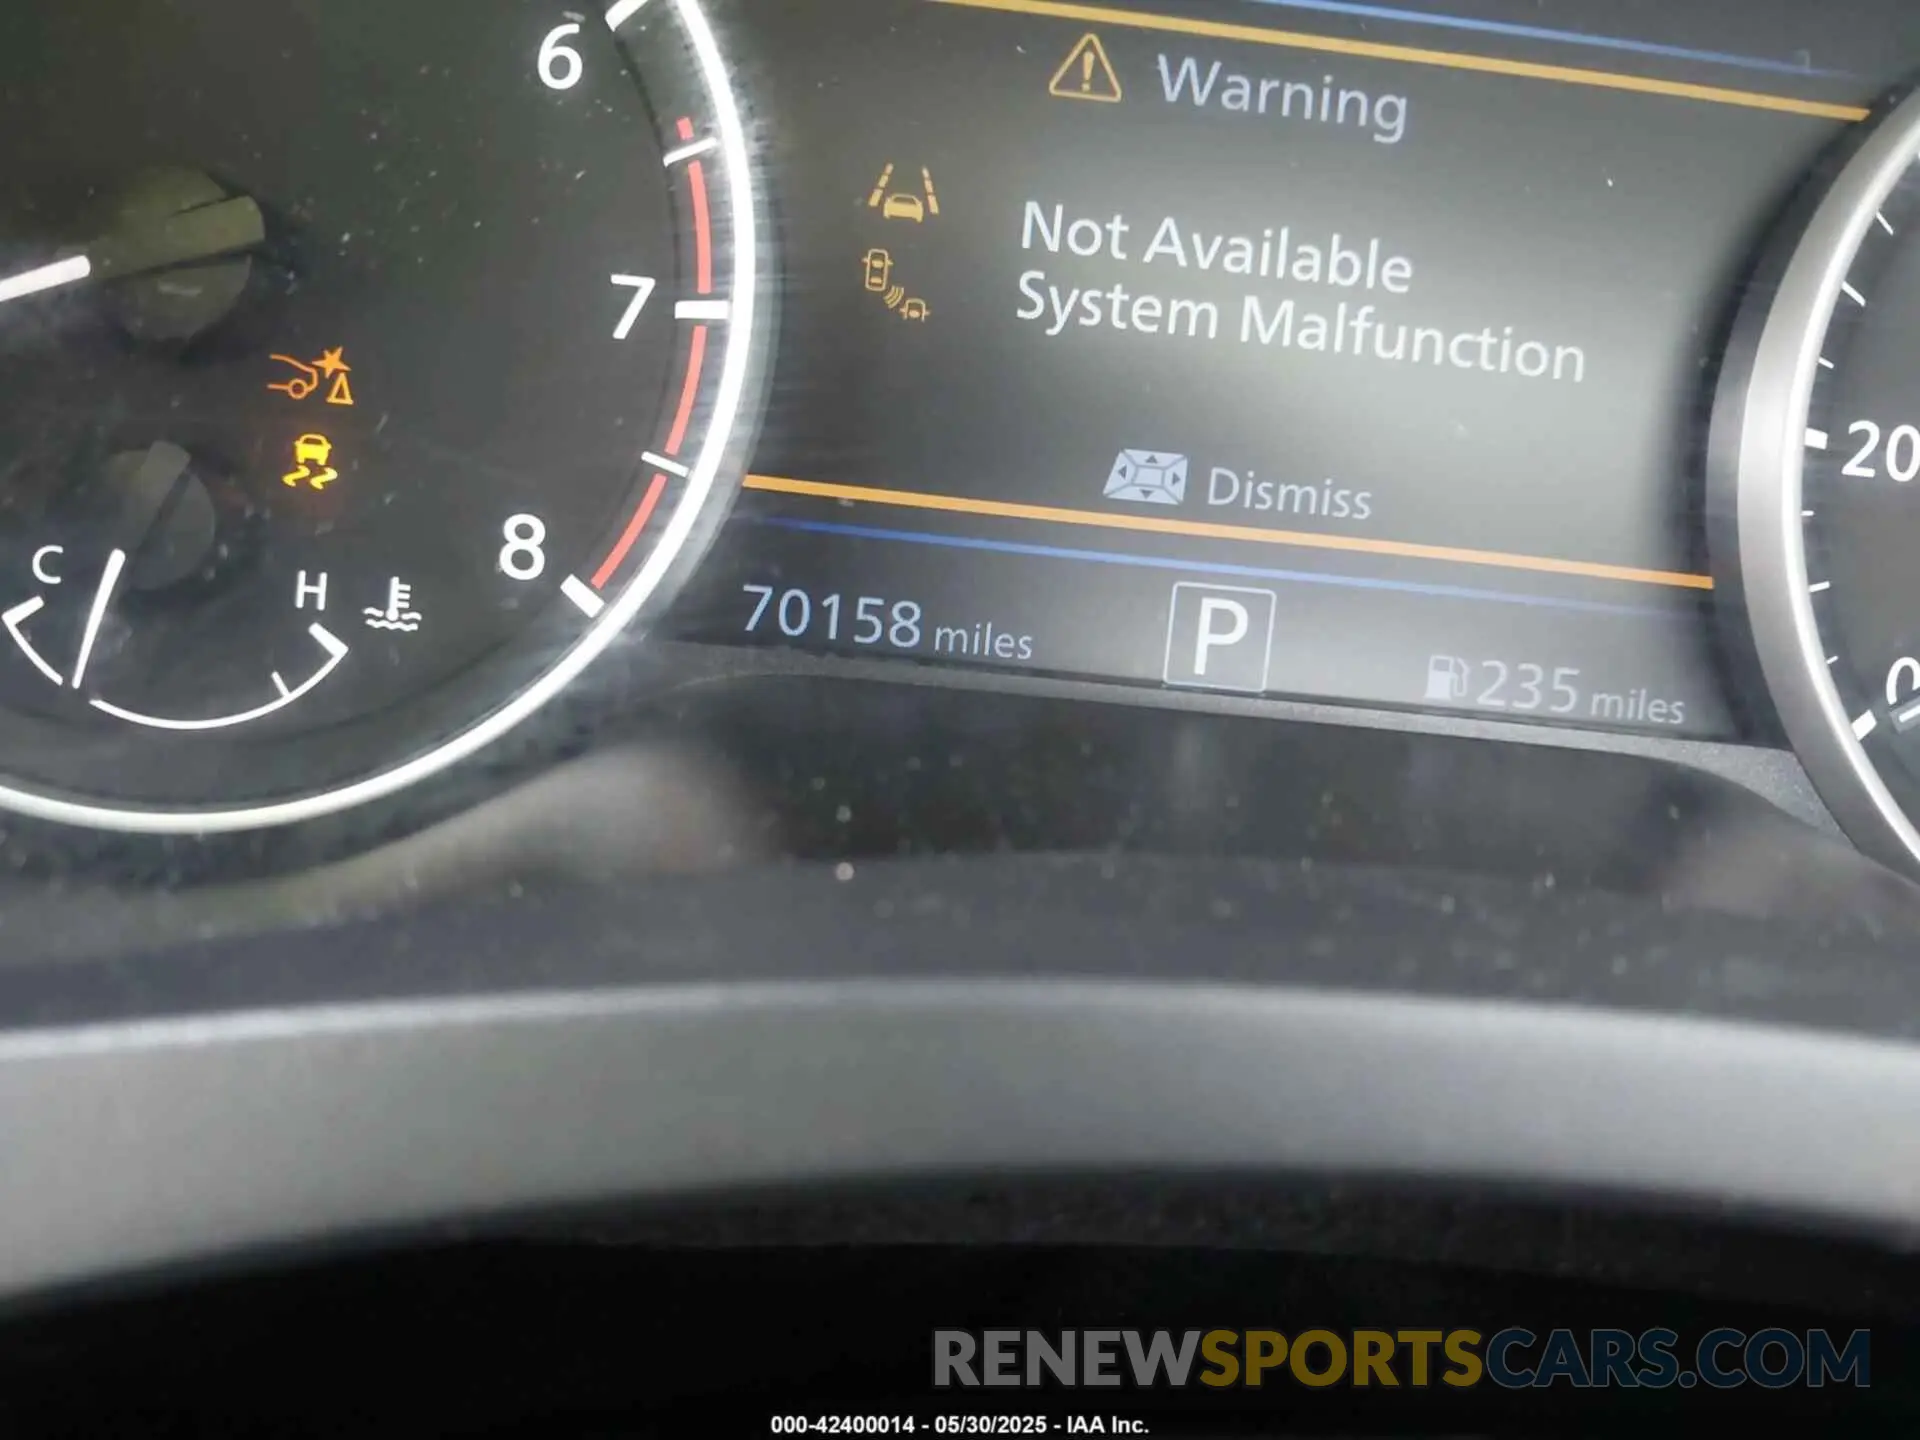 6
Warning
Not Available
System Malfunction
7
20
Dismiss
8
C
H
70158 miles
P
235 miles
0
RENEWSPORTSCARS.COM
000-42400014 - 05/30/2025 - IAA Inc.